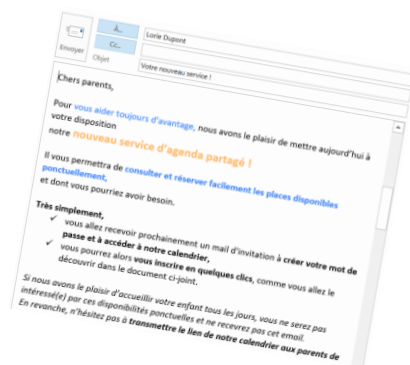 À...
Lorie Dupont
Envoyer
Cc...
Objet
Votre nouveau service !
Chers parents,
Pour vous aider toujours d'avantage, nous avons le plaisir de mettre aujourd'hui à
votre disposition
notre nouveau service d'agenda partagé !
Il vous permettra de consulter et réserver facilement les places disponibles
ponctuellement,
et dont vous pourriez avoir besoin.
Très simplement,
✓ vous allez recevoir prochainement un mail d'invitation à créer votre mot de
passe et à accéder à notre calendrier,
✓ vous pourrez alors vous inscrire en quelques clics, comme vous allez le
découvrir dans le document ci-joint.
Si nous avons le plaisir d'accueillir votre enfant tous les jours, vous ne serez pas
intéressé(e) par ces disponibilités ponctuelles et ne recevrez pas cet email.
En revanche, n'hésitez pas à transmettre le lien de notre calendrier aux parents de